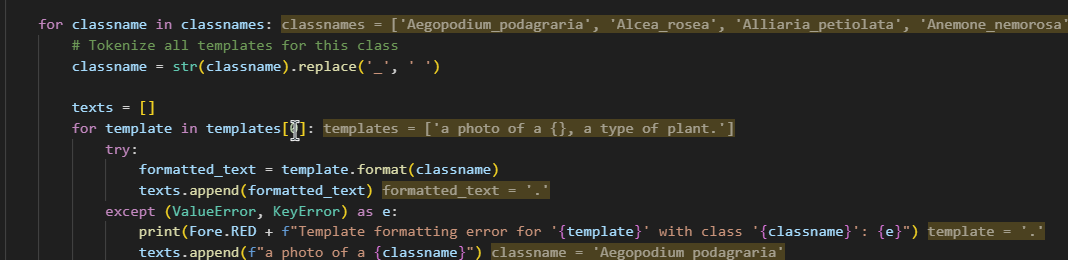 for classname in classnames: classnames = ['Aegopodium_podagraria', 'Alcea_rosea', 'Alliaria_petiolata', 'Anemone_nemorosa'
# Tokenize all templates for this class
classname = str(classname).replace('_', ' ')
texts = []
for template in templates[0]: templates = ['a photo of a {}, a type of plant.']
try:
formatted_text = template.format(classname)
texts.append(formatted_text) formatted_text = '.'
except (ValueError, KeyError) as e:
print(Fore.RED + f"Template formatting error for '{template}' with class '{classname}': {e}") template = '.'
texts.append(f"a photo of a {classname}") classname = 'Aegopodium podagraria'